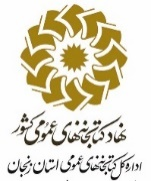 نهاد کتابخانه‌های عمومی کشور
اداره کل کتابخانه‌های عمومی استان زنجان